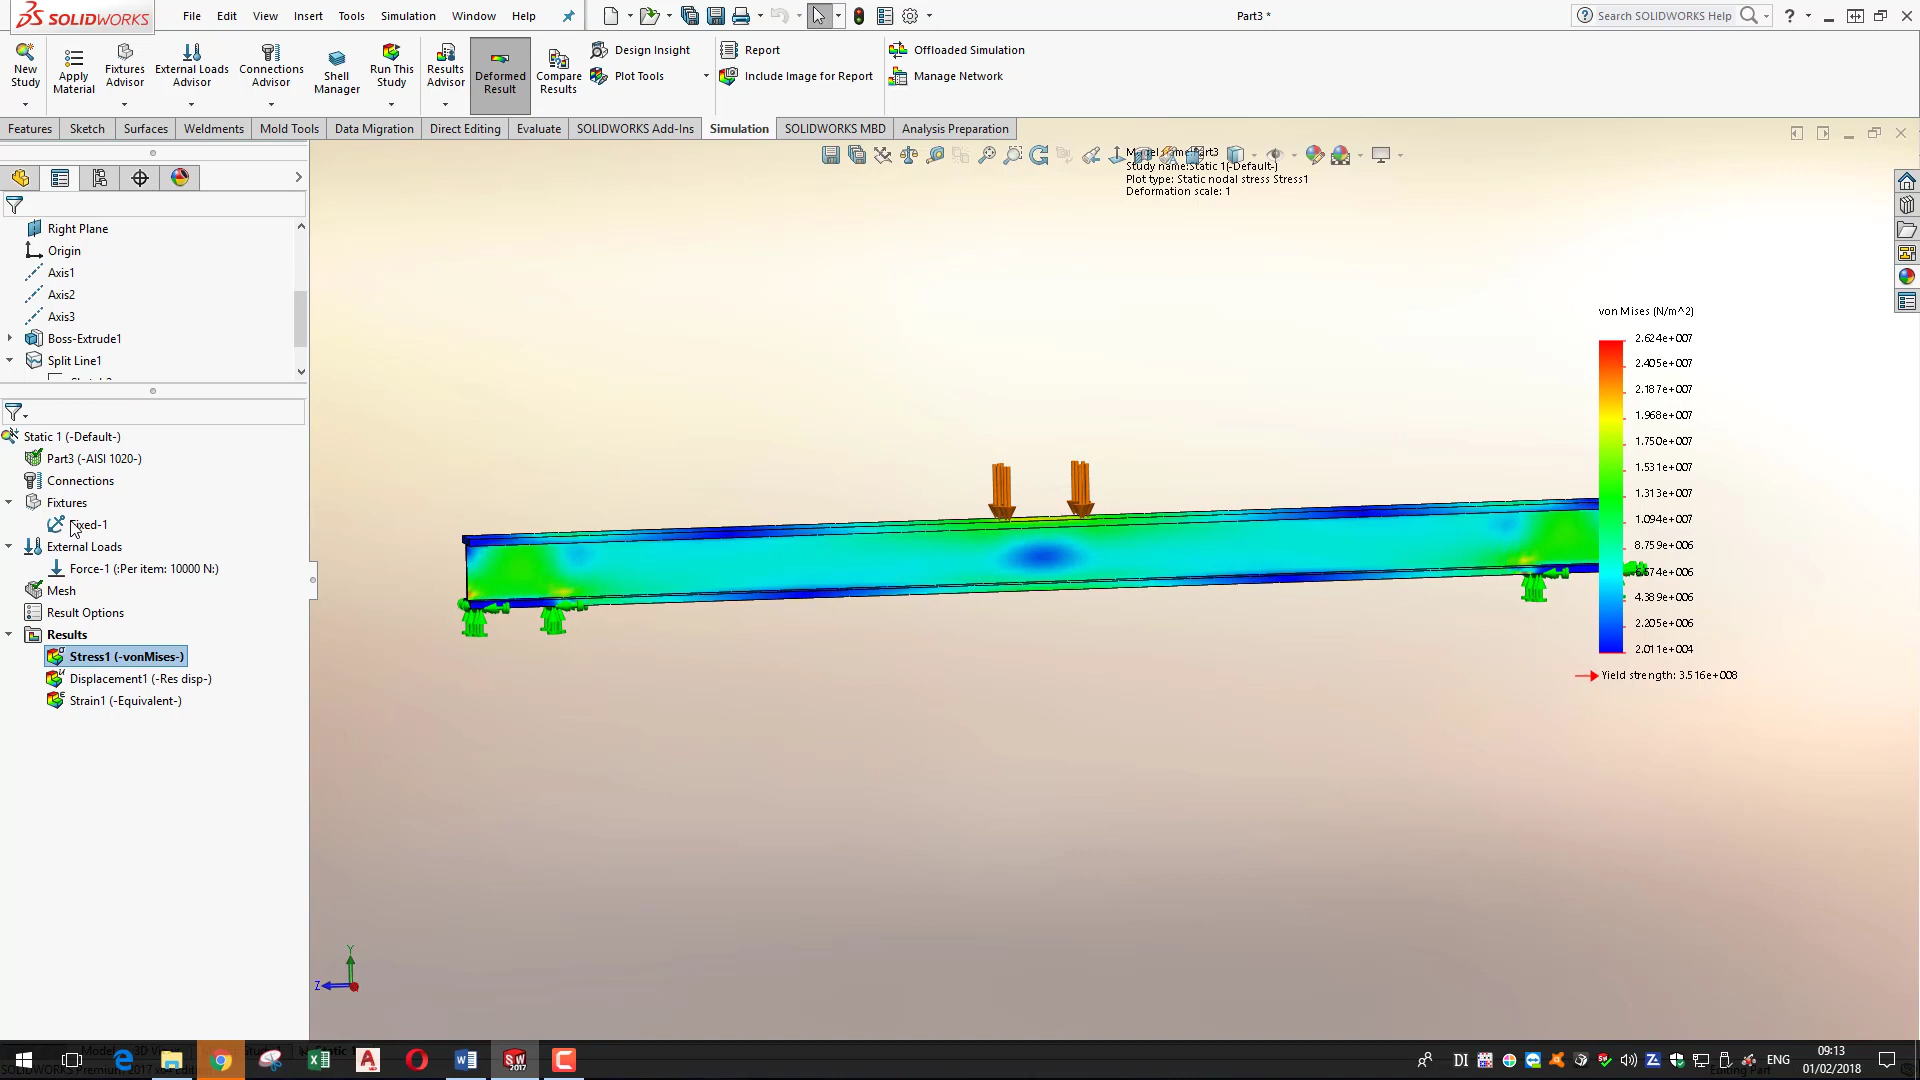 SOLIDWORKS File Edit View Insert Tools Simulation Window Help Part3 * Search SOLIDWORKS Help
New Study
Apply Material
Fixtures Advisor
External Loads Advisor
Connections Advisor
Shell Manager
Run This Study
Results Advisor
Deformed Result
Compare Results
Design Insight
Plot Tools
Report
Include Image for Report
Offloaded Simulation
Manage Network
Features Sketch Surfaces Weldments Mold Tools Data Migration Direct Editing Evaluate SOLIDWORKS Add-Ins Simulation SOLIDWORKS MBD Analysis Preparation
Study name:Static 1(-Default-)
Plot type: Static nodal stress Stress1
Deformation scale: 1
Right Plane
Origin
Axis1
Axis2
Axis3
Boss-Extrude1
Split Line1
Static 1 (-Default-)
Part3 (-AISI 1020-)
Connections
Fixtures
Fixed-1
External Loads
Force-1 (:Per item: 10000 N:)
Mesh
Result Options
Results
Stress1 (-vonMises-)
Displacement1 (-Res disp-)
Strain1 (-Equivalent-)
von Mises (N/m^2)
2.624e+007
2.405e+007
2.187e+007
1.968e+007
1.750e+007
1.531e+007
1.313e+007
1.094e+007
8.759e+006
6.574e+006
4.389e+006
2.205e+006
2.011e+004
Yield strength: 3.516e+008
Y
Z
ENG
09:13
01/02/2018